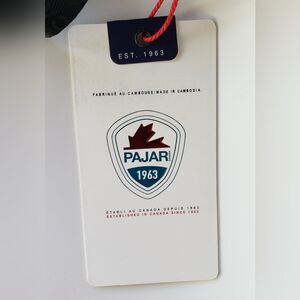 EST. 1963
FABRIQUÉ AU CAMBODGE/MADE IN CAMBODIA
PAJAR
1963
ÉTABLI AU CANADA DEPUIS 1963
ESTABLISHED IN CANADA SINCE 1963